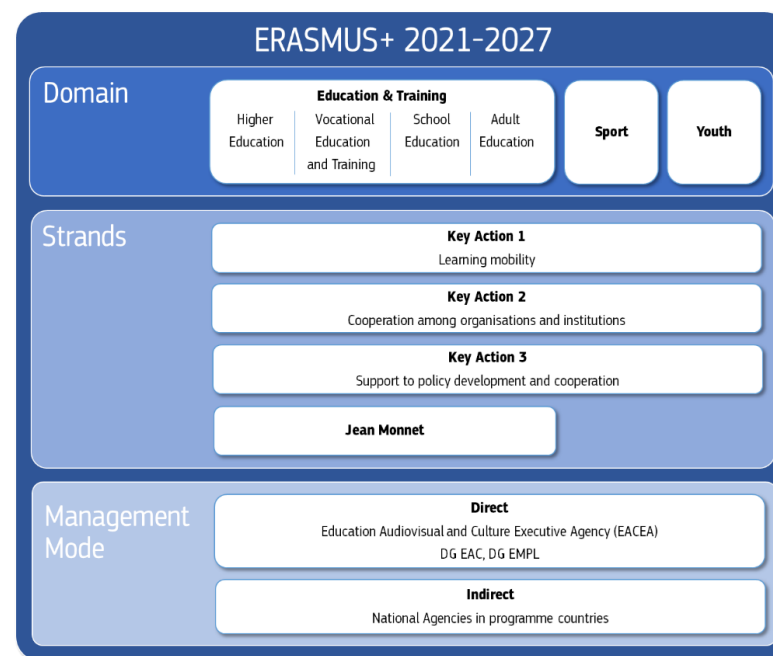 ERASMUS+ 2021-2027
Domain
Education & Training
Higher
Education
Vocational
Education
and Training
School
Education
Adult
Education
Sport
Youth
Strands
Key Action 1
Learning mobility
Key Action 2
Cooperation among organisations and institutions
Key Action 3
Support to policy development and cooperation
Jean Monnet
Management
Mode
Direct
Education Audiovisual and Culture Executive Agency (EACEA)
DG EAC, DG EMPL
Indirect
National Agencies in programme countries